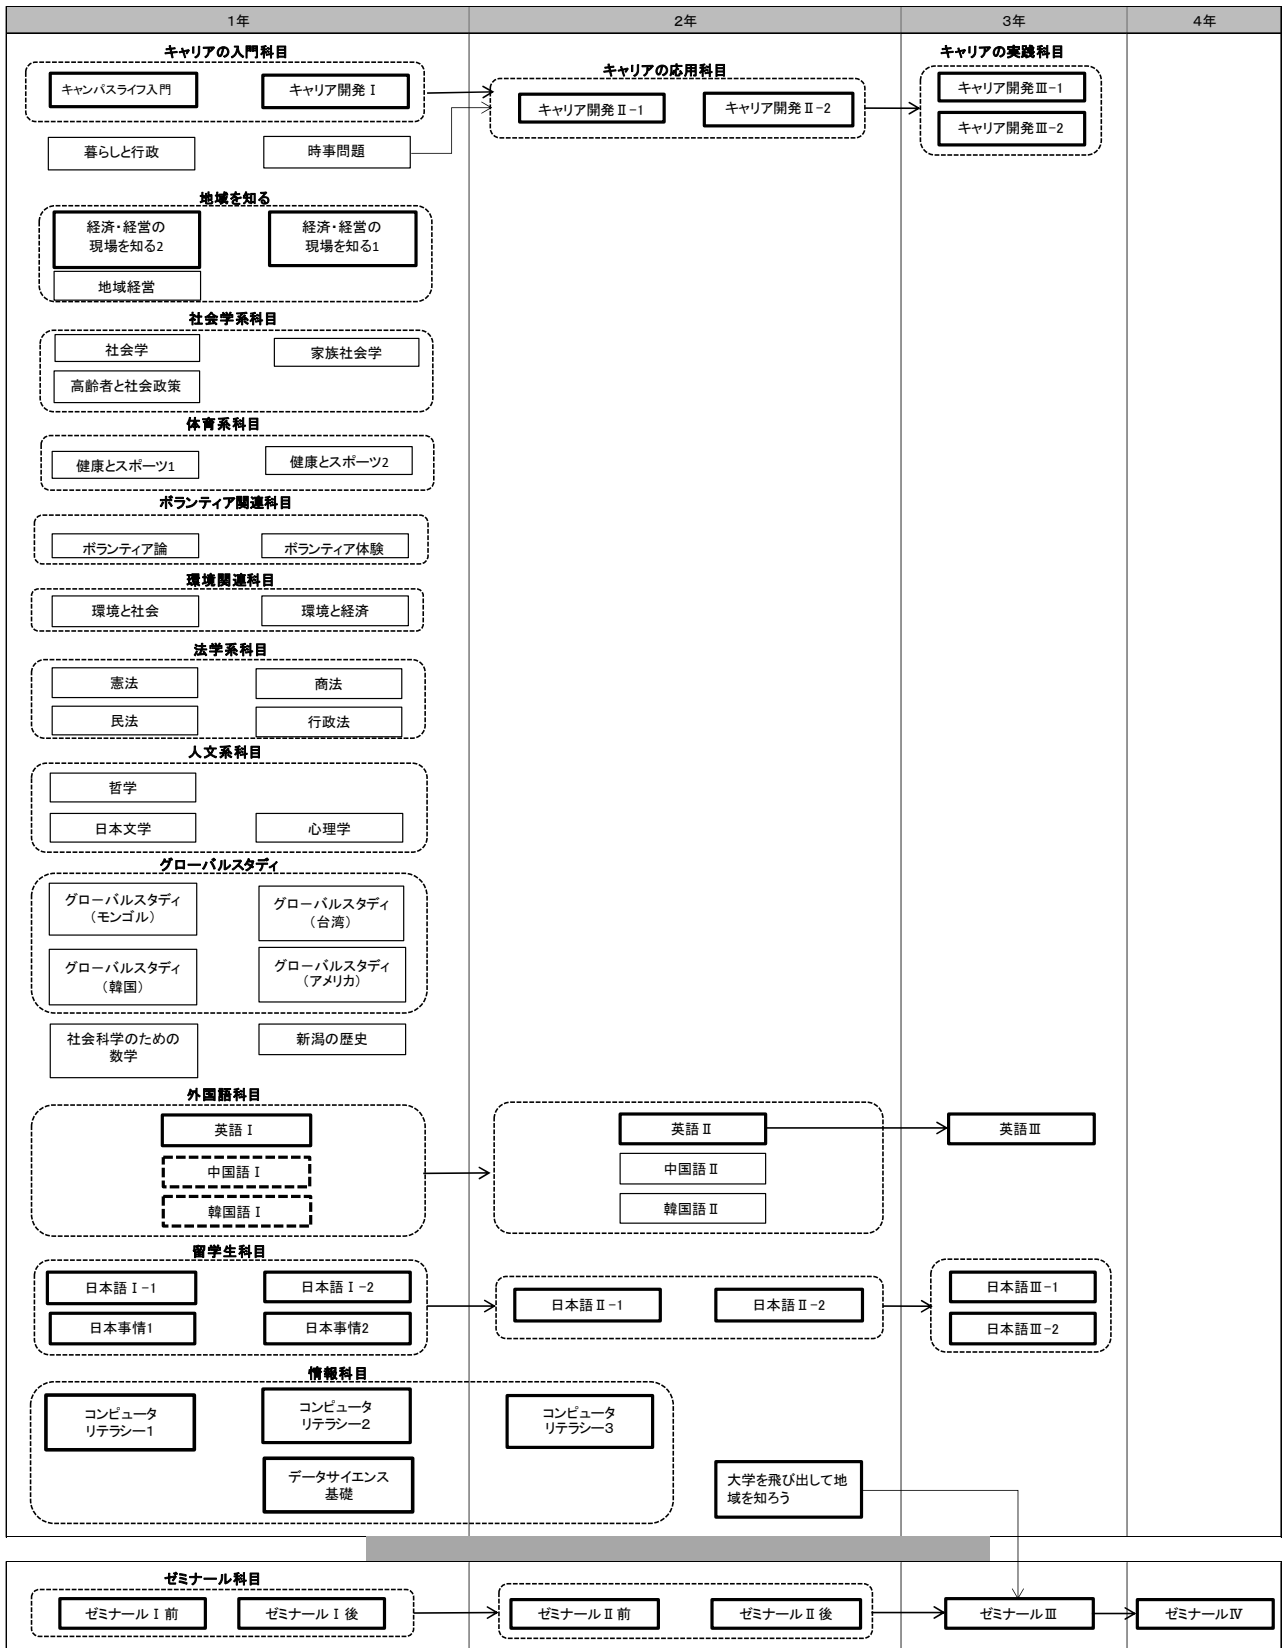 1年
2年
3年
4年
キャリアの入門科目
キャンパスライフ入門
キャリア開発Ⅰ
キャリアの応用科目
キャリア開発Ⅱ-1
キャリア開発Ⅱ-2
キャリアの実践科目
キャリア開発Ⅲ-1
キャリア開発Ⅲ-2
暮らしと行政
時事問題
地域を知る
経済・経営の
現場を知る2
経済・経営の
現場を知る1
地域経営
社会学系科目
社会学
家族社会学
高齢者と社会政策
体育系科目
健康とスポーツ1
健康とスポーツ2
ボランティア関連科目
ボランティア論
ボランティア体験
環境関連科目
環境と社会
環境と経済
法学系科目
憲法
商法
民法
行政法
人文系科目
哲学
日本文学
心理学
グローバルスタディ
グローバルスタディ
（モンゴル）
グローバルスタディ
（台湾）
グローバルスタディ
（韓国）
グローバルスタディ
（アメリカ）
社会科学のための
数学
新潟の歴史
外国語科目
英語Ⅰ
中国語Ⅰ
韓国語Ⅰ
英語Ⅱ
中国語Ⅱ
韓国語Ⅱ
英語Ⅲ
留学生科目
日本語Ⅰ-1
日本語Ⅰ-2
日本事情1
日本事情2
日本語Ⅱ-1
日本語Ⅱ-2
日本語Ⅲ-1
日本語Ⅲ-2
情報科目
コンピュータ
リテラシー1
コンピュータ
リテラシー2
コンピュータ
リテラシー3
データサイエンス
基礎
大学を飛び出して地
域を知ろう
ゼミナール科目
ゼミナールⅠ前
ゼミナールⅠ後
ゼミナールⅡ前
ゼミナールⅡ後
ゼミナールⅢ
ゼミナールⅣ